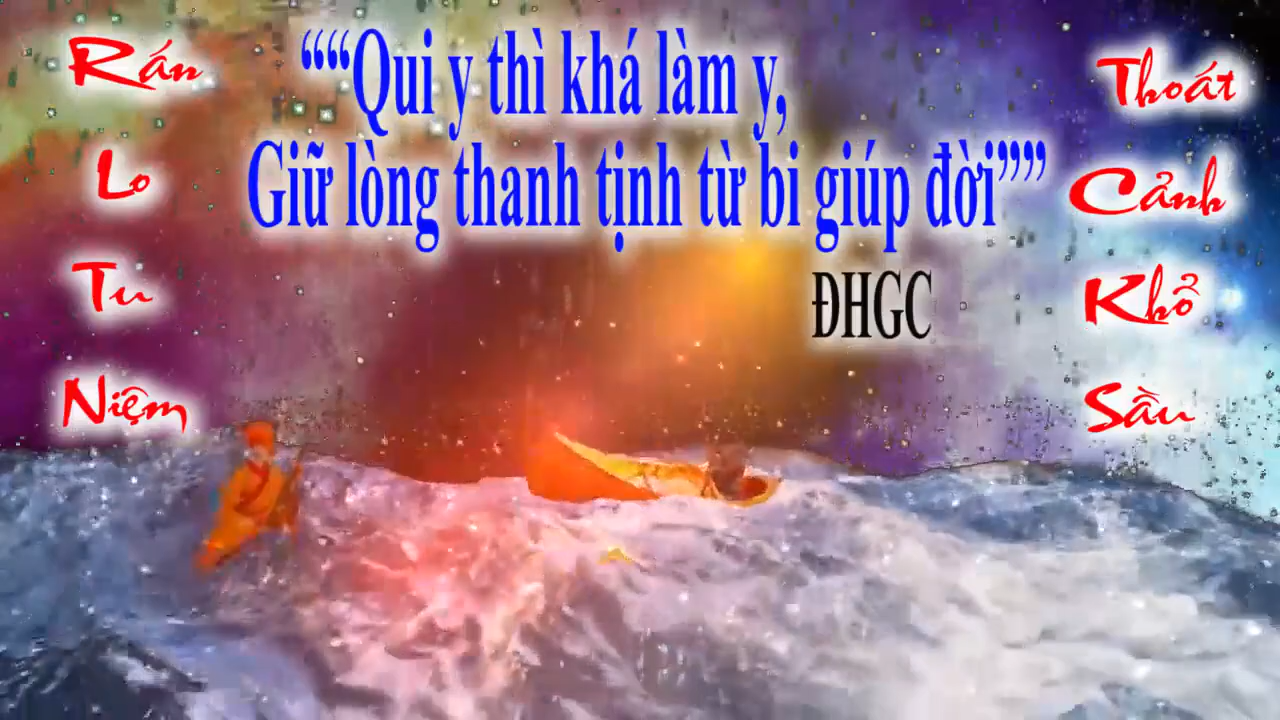 Rán
Lo
Tu
Niệm
““Qui y thì khá làm y,
Giữ lòng thanh tịnh từ bi giúp đời””
ĐHGC
Thoát
Cảnh
Khổ
Sầu